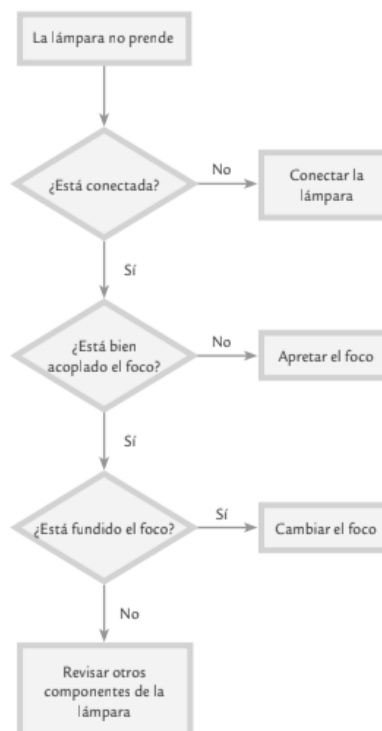 La lámpara no prende
¿Está conectada?
No
Conectar la
lámpara
Sí
¿Está bien
acoplado el foco?
No
Apretar el foco
Sí
¿Está fundido el foco?
Sí
Cambiar el foco
No
Revisar otros
componentes de la
lámpara